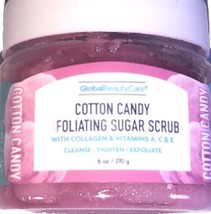 GlobalBeautyCare®
COTTON CANDY
FOLIATING SUGAR SCRUB
WITH COLLAGEN & VITAMINS A, C & E
CLEANSE - TIGHTEN - EXFOLIATE
6 oz / 170 g
COTTON CANDY
COTTON CANDY